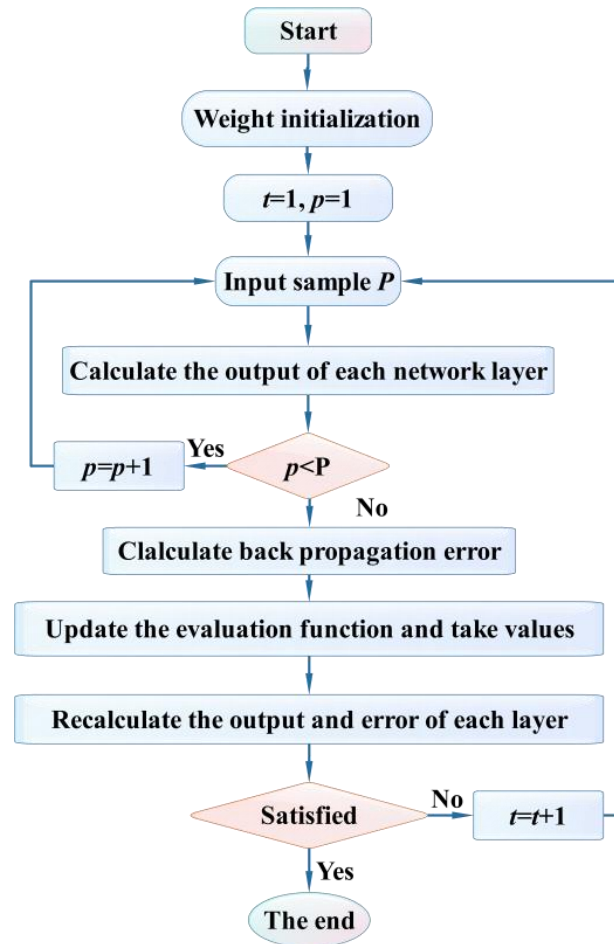 Start
Weight initialization
t=1, p=1
Input sample P
Calculate the output of each network layer
Yes
p=p+1
p<P
No
Clalculate back propagation error
Update the evaluation function and take values
Recalculate the output and error of each layer
Satisfied
No
t=t+1
Yes
The end